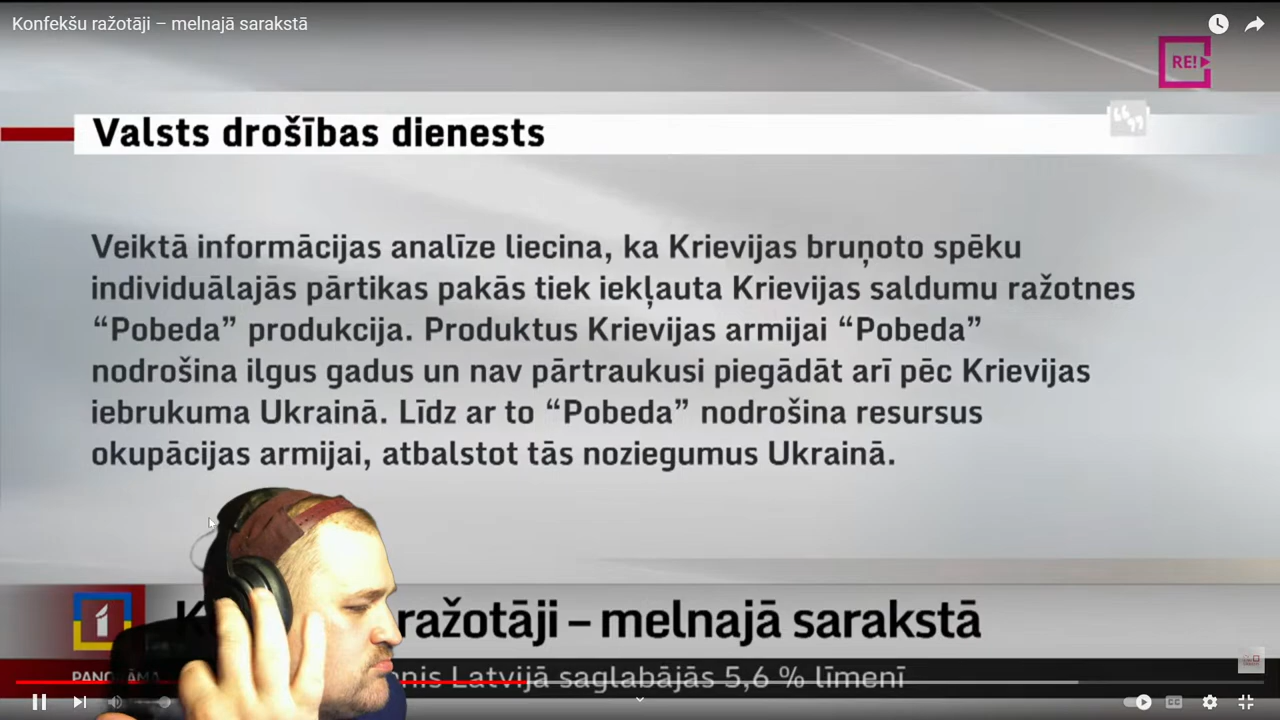 Konfekšu ražotāji – melnajā sarakstā
RE!
Valsts drošības dienests
Veiktā informācijas analīze liecina, ka Krievijas bruņoto spēku
individuālajās pārtikas pakās tiek iekļauta Krievijas saldumu ražotnes
“Pobeda” produkcija. Produktus Krievijas armijai “Pobeda”
nodrošina ilgus gadus un nav pārtraukusi piegādāt arī pēc Krievijas
iebrukuma Ukrainā. Līdz ar to “Pobeda” nodrošina resursus
okupācijas armijai, atbalstot tās noziegumus Ukrainā.
1
ražotāji – melnajā sarakstā
PANORĀMA
Latvijā saglabājās 5,6 % līmenī
CC